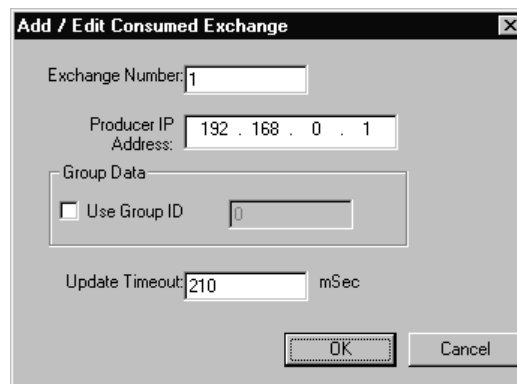 Add / Edit Consumed Exchange
Exchange Number: 1
Producer IP Address: 192 . 168 . 0 . 1
Group Data
Use Group ID 0
Update Timeout: 210 mSec
OK Cancel